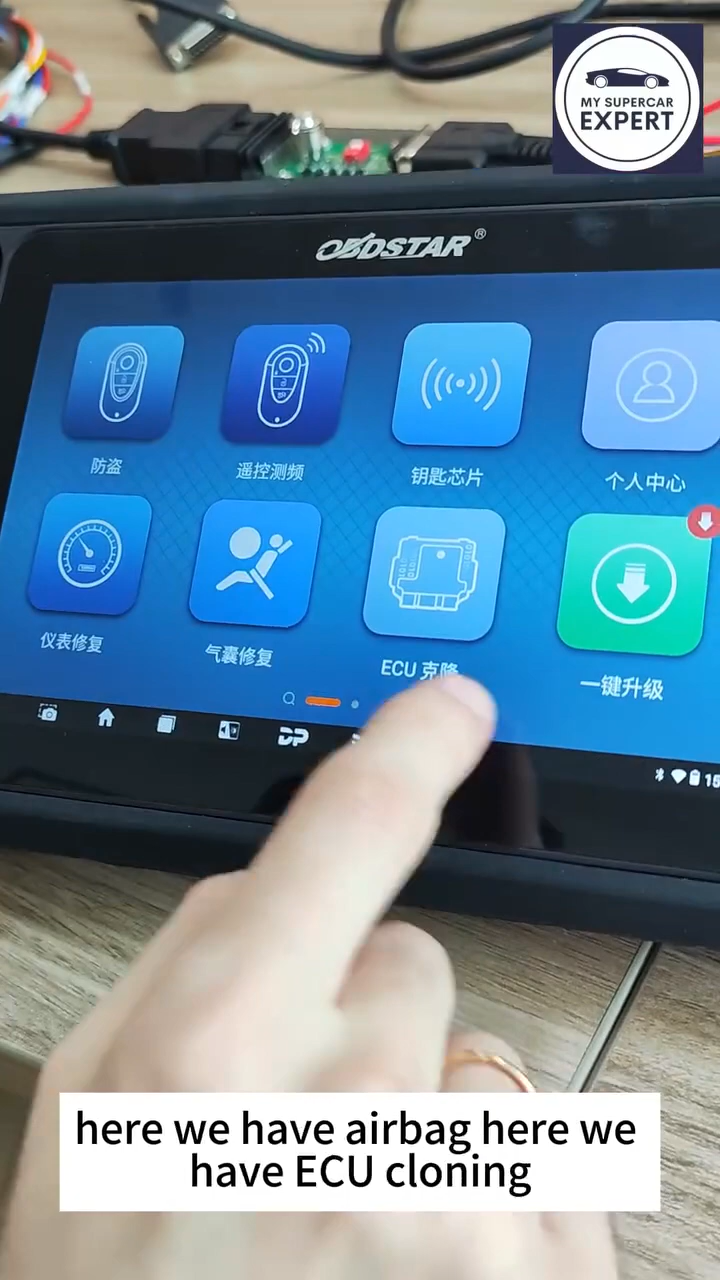 MY SUPERCAR
EXPERT
OBDSTAR®
防盗
遥控测频
钥匙芯片
个人中心
仪表修复
气囊修复
ECU 克隆
一键升级
DP
15
here we have airbag here we
have ECU cloning